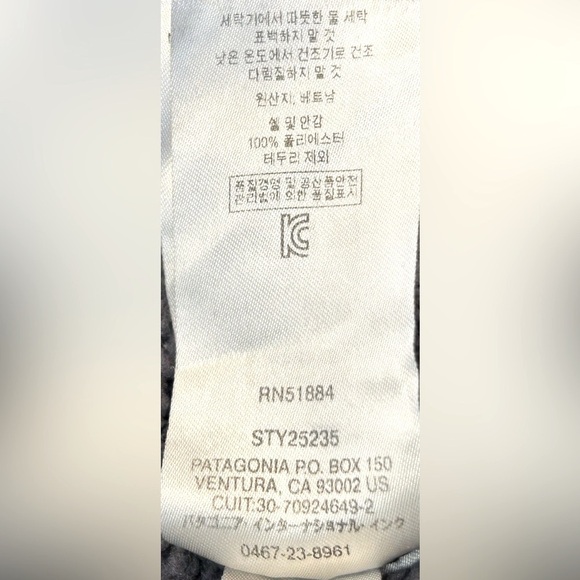 세탁기에서 따뜻한 물 세탁
표백하지 말 것
낮은 온도에서 건조기로 건조
다림질하지 말 것
원산지: 베트남
쉘 및 안감
100% 폴리에스터
테두리 제외
품질경영 및 공산품안전
관리법에 의한 품질표시
RN51884
STY25235
PATAGONIA P.O. BOX 150
VENTURA, CA 93002 US
CUIT:30-70924649-2
パタゴニア・インターナショナル・インク
0467-23-8961